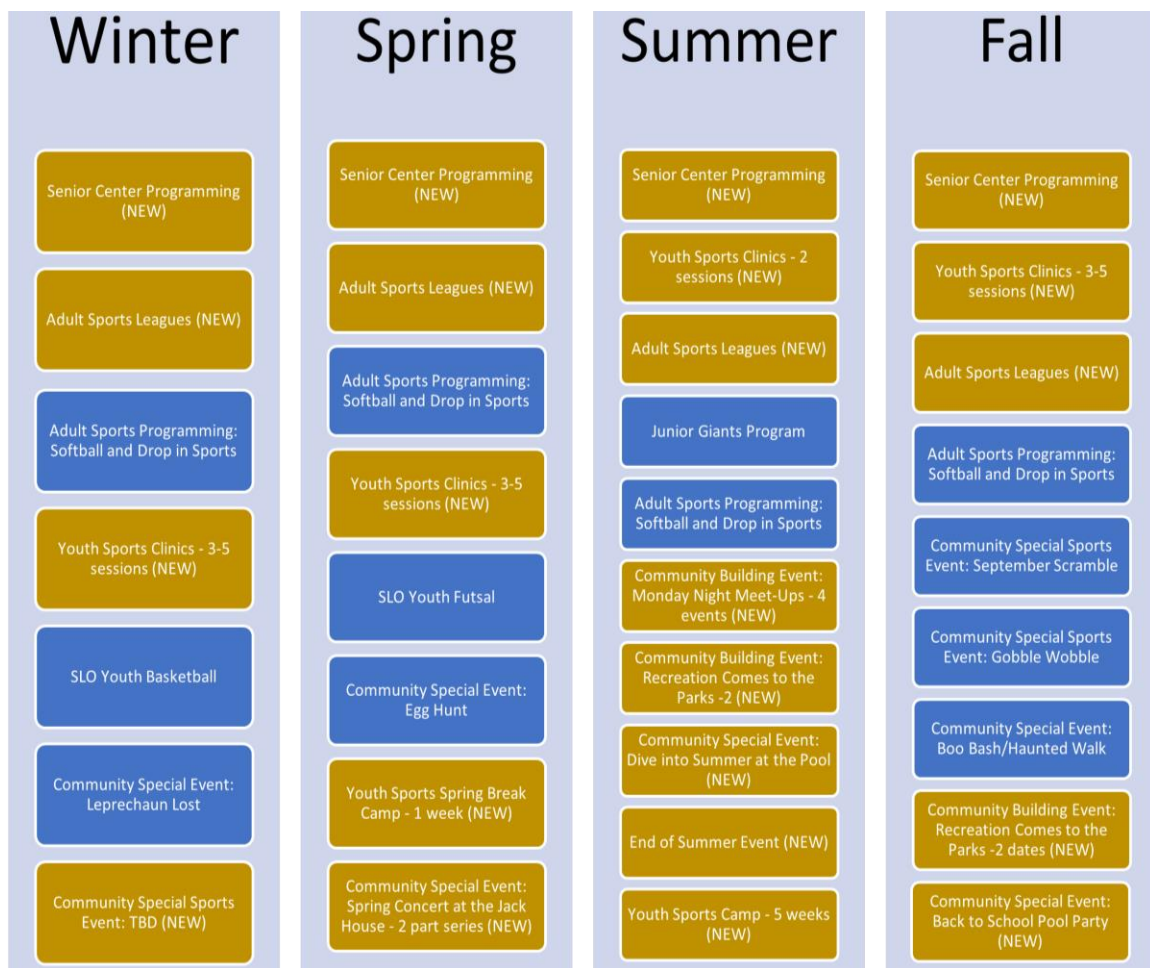 Winter
Senior Center Programming
(NEW)
Adult Sports Leagues (NEW)
Adult Sports Programming:
Softball and Drop in Sports
Youth Sports Clinics - 3-5
sessions (NEW)
SLO Youth Basketball
Community Special Event:
Leprechaun Lost
Community Special Sports
Event: TBD (NEW)
Spring
Senior Center Programming
(NEW)
Adult Sports Leagues (NEW)
Adult Sports Programming:
Softball and Drop in Sports
Youth Sports Clinics - 3-5
sessions (NEW)
SLO Youth Futsal
Community Special Event:
Egg Hunt
Youth Sports Spring Break
Camp - 1 week (NEW)
Community Special Event:
Spring Concert at the Jack
House - 2 part series (NEW)
Summer
Senior Center Programming
(NEW)
Youth Sports Clinics - 2
sessions (NEW)
Adult Sports Leagues (NEW)
Junior Giants Program
Adult Sports Programming:
Softball and Drop in Sports
Community Building Event:
Monday Night Meet-Ups - 4
events (NEW)
Community Building Event:
Recreation Comes to the
Parks -2 (NEW)
Community Special Event:
Dive into Summer at the Pool
(NEW)
End of Summer Event (NEW)
Youth Sports Camp - 5 weeks
(NEW)
Fall
Senior Center Programming
(NEW)
Youth Sports Clinics - 3-5
sessions (NEW)
Adult Sports Leagues (NEW)
Adult Sports Programming:
Softball and Drop in Sports
Community Special Sports
Event: September Scramble
Community Special Sports
Event: Gobble Wobble
Community Special Event:
Boo Bash/Haunted Walk
Community Building Event:
Recreation Comes to the
Parks -2 dates (NEW)
Community Special Event:
Back to School Pool Party
(NEW)